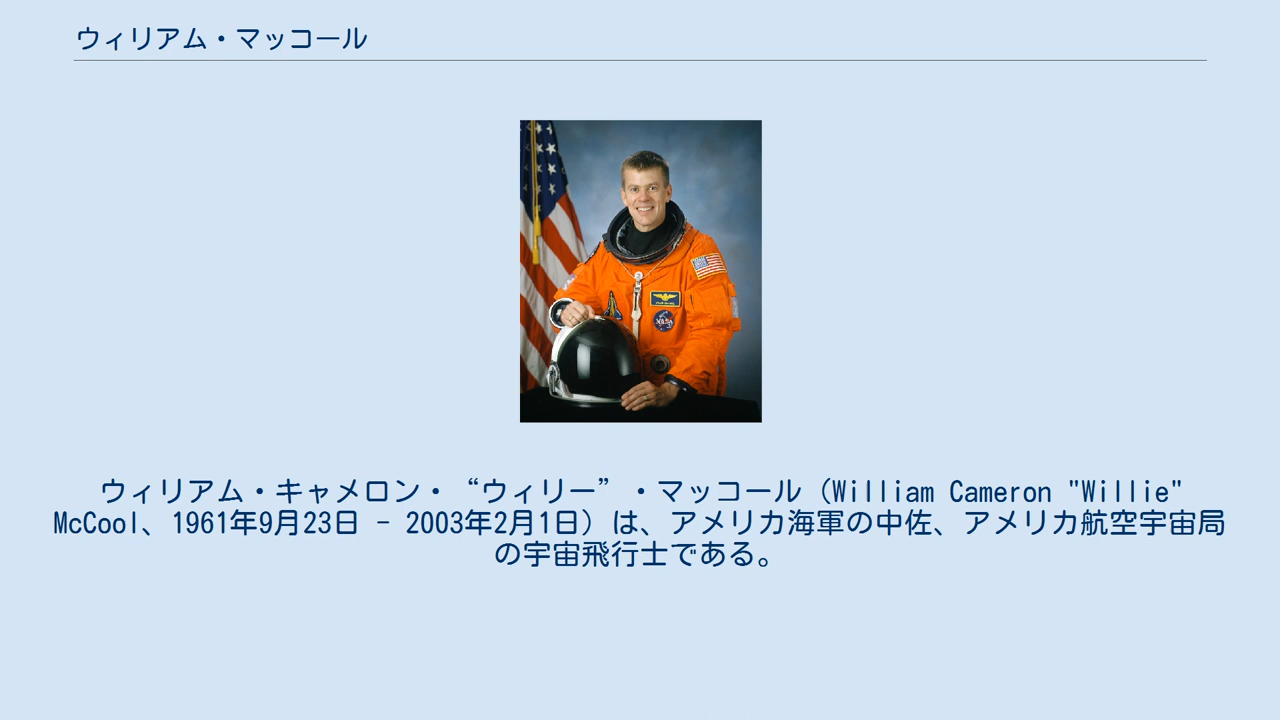 ウィリアム・マッコール
ウィリアム・キャメロン・“ウィリー”・マッコール（William Cameron "Willie"
McCool、1961年9月23日 - 2003年2月1日）は、アメリカ海軍の中佐、アメリカ航空宇宙局
の宇宙飛行士である。
NASA